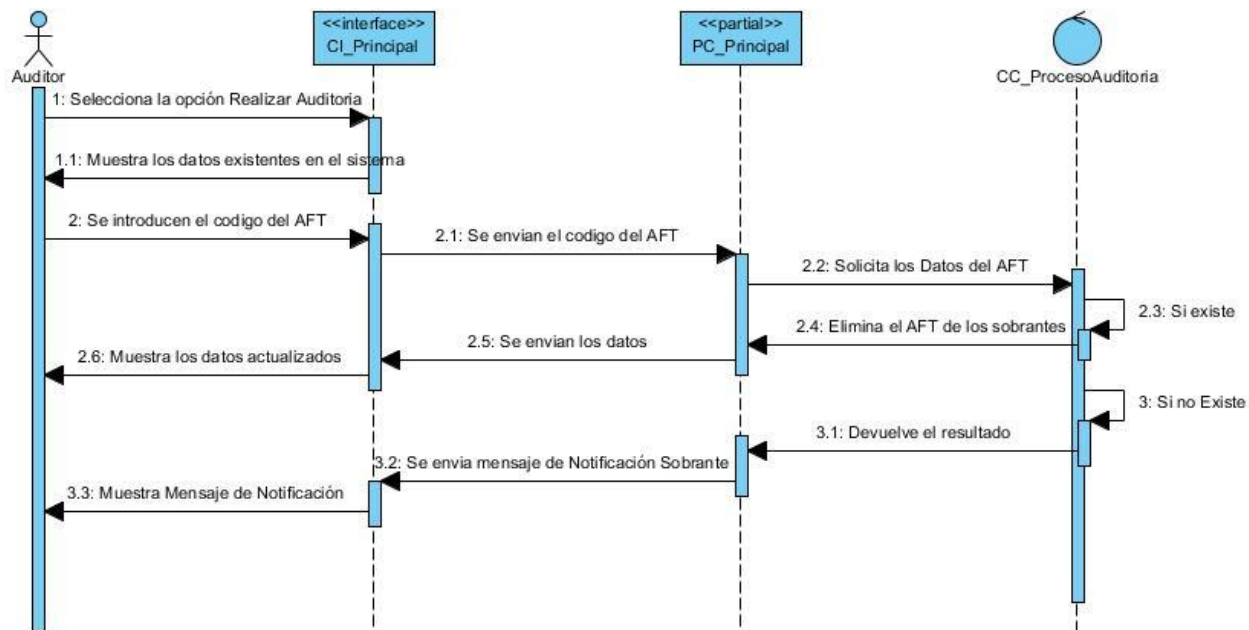 <<interface>>
CI_Principal
<<partial>>
PC_Principal
Auditor
CC_ProcesoAuditoria
1: Selecciona la opción Realizar Auditoria
1.1: Muestra los datos existentes en el sistema
2: Se introducen el codigo del AFT
2.1: Se envian el codigo del AFT
2.2: Solicita los Datos del AFT
2.3: Si existe
2.4: Elimina el AFT de los sobrantes
2.5: Se envian los datos
2.6: Muestra los datos actualizados
3: Si no Existe
3.1: Devuelve el resultado
3.2: Se envia mensaje de Notificación Sobrante
3.3: Muestra Mensaje de Notificación